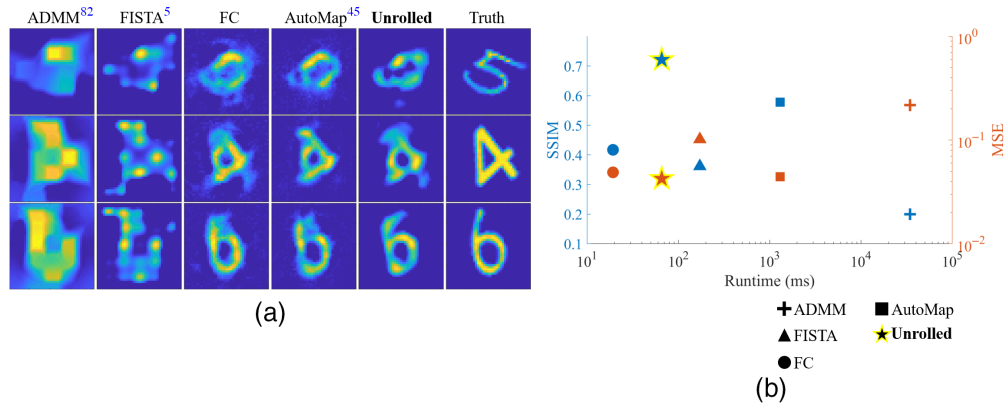 ADMM82 FISTA5 FC AutoMap45 Unrolled Truth
(a)
SSIM
0.7
0.6
0.5
0.4
0.3
0.2
0.1
10^0
10^-1
10^-2
MSE
10^1 10^2 10^3 10^4 10^5
Runtime (ms)
ADMM AutoMap
FISTA Unrolled
FC
(b)